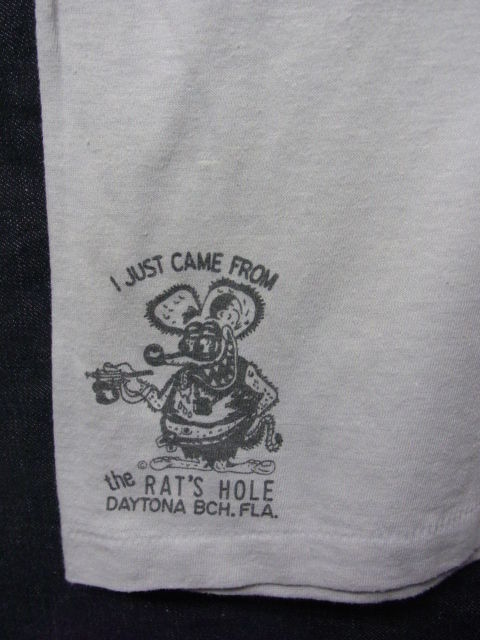 I JUST CAME FROM
©
the RAT'S HOLE
DAYTONA BCH. FLA.